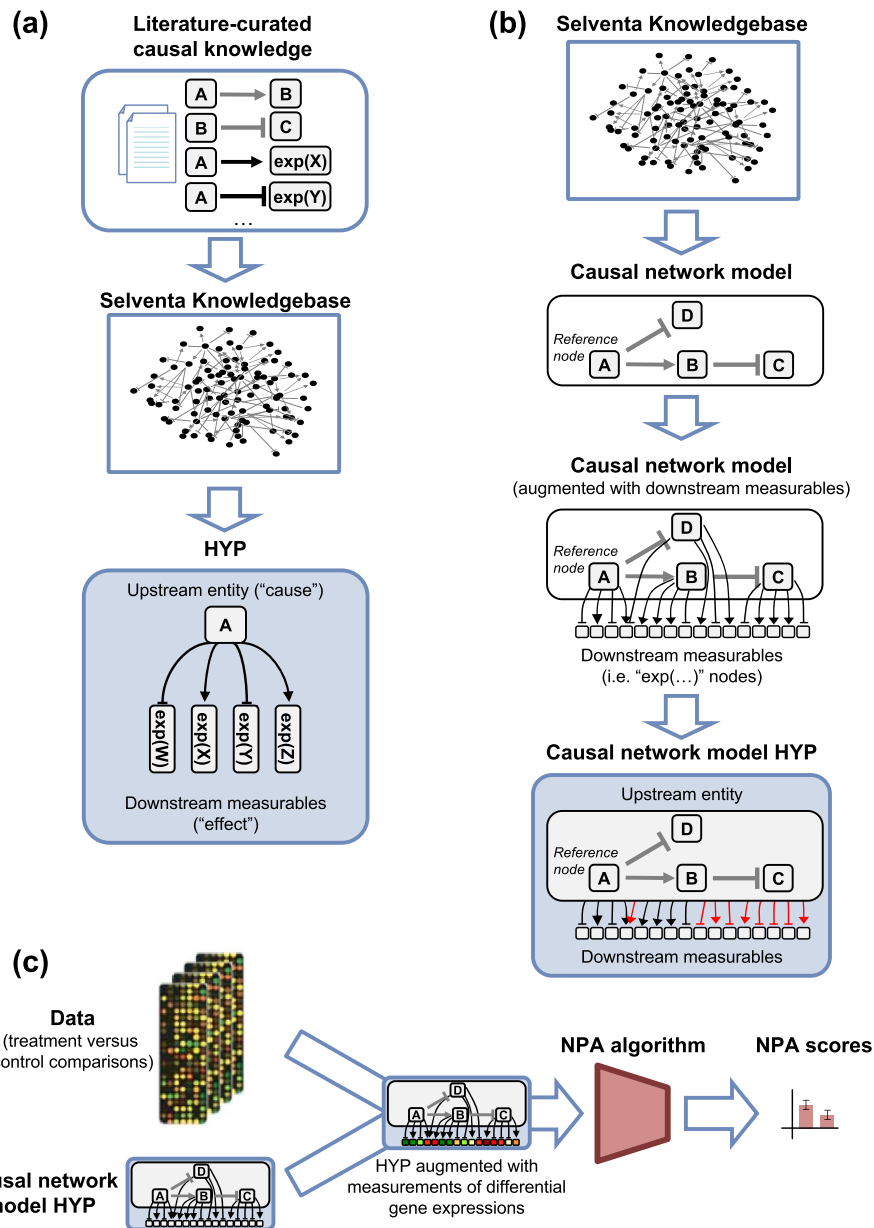 (a)
Literature-curated
causal knowledge
A B
B C
A exp(X)
A exp(Y)
...
Selventa Knowledgebase
HYP
Upstream entity (“cause”)
A
exp(W) exp(X) exp(Y) exp(Z)
Downstream measurables
(“effect”)
(b)
Selventa Knowledgebase
Causal network model
D
Reference
node
A B C
Causal network model
(augmented with downstream measurables)
D
Reference
node
A B C
Downstream measurables
(i.e. “exp(…)” nodes)
Causal network model HYP
Upstream entity
D
Reference
node
A B C
Downstream measurables
(c)
Data
(treatment versus
control comparisons)
usal network
odel HYP
D
A B C
D
A B C
HYP augmented with
measurements of differential
gene expressions
NPA algorithm
NPA scores